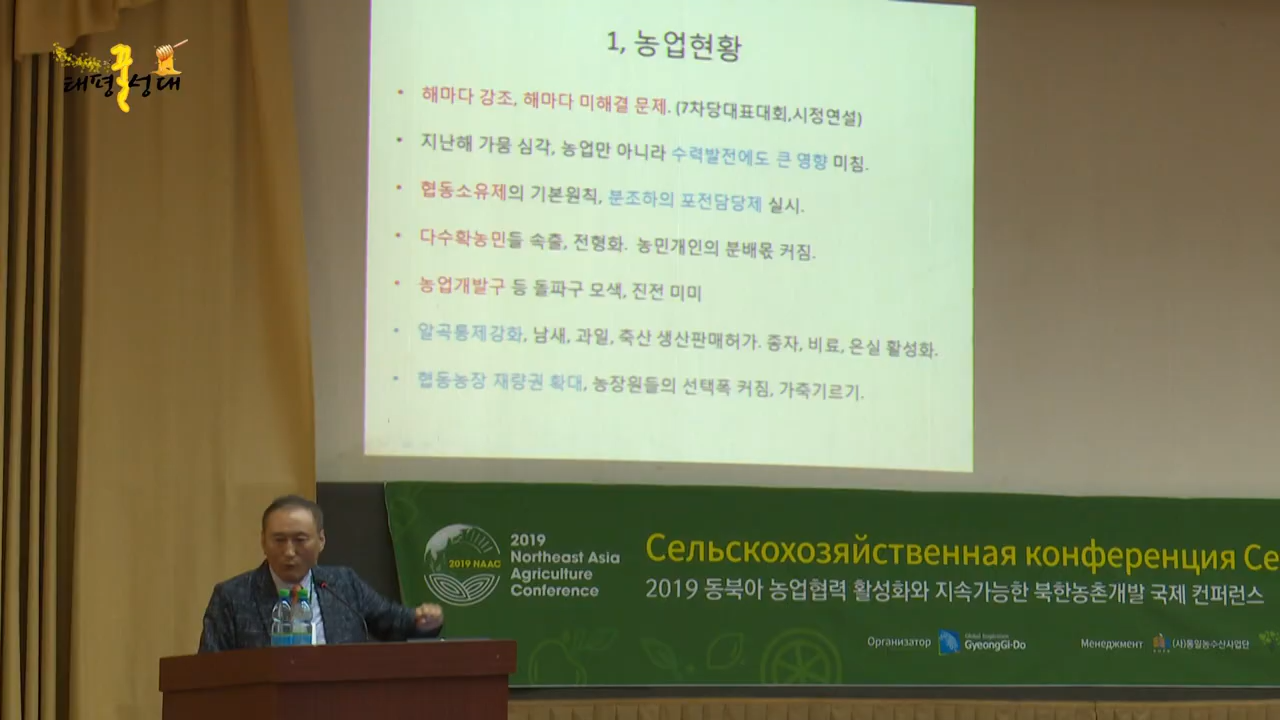 태평꿀성대
1, 농업현황
• 해마다 강조, 해마다 미해결 문제. (7차당대표대회,시정연설)
• 지난해 가뭄 심각, 농업만 아니라 수력발전에도 큰 영향 미침.
• 협동소유제의 기본원칙, 분조하의 포전담당제 실시.
• 다수확농민들 속출, 전형화. 농민개인의 분배몫 커짐.
• 농업개발구 등 돌파구 모색, 진전 미미
• 알곡통제강화, 남새, 과일, 축산 생산판매허가. 종자, 비료, 온실 활성화.
• 협동농장 재량권 확대, 농장원들의 선택폭 커짐, 가죽기르기.
2019 NAAC
2019
Northeast Asia
Agriculture
Conference
Сельскохозяйственная конференция Се
2019 동북아 농업협력 활성화와 지속가능한 북한농촌개발 국제 컨퍼런스
Организатор
Global Inspiration
GyeongGi-Do
Менеджмент
(사)통일농수산사업단